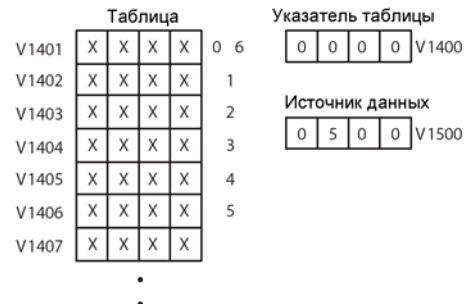 Таблица
V1401 X X X X 0 6
V1402 X X X X 1
V1403 X X X X 2
V1404 X X X X 3
V1405 X X X X 4
V1406 X X X X 5
V1407 X X X X
Указатель таблицы
0 0 0 0 V1400
Источник данных
0 5 0 0 V1500